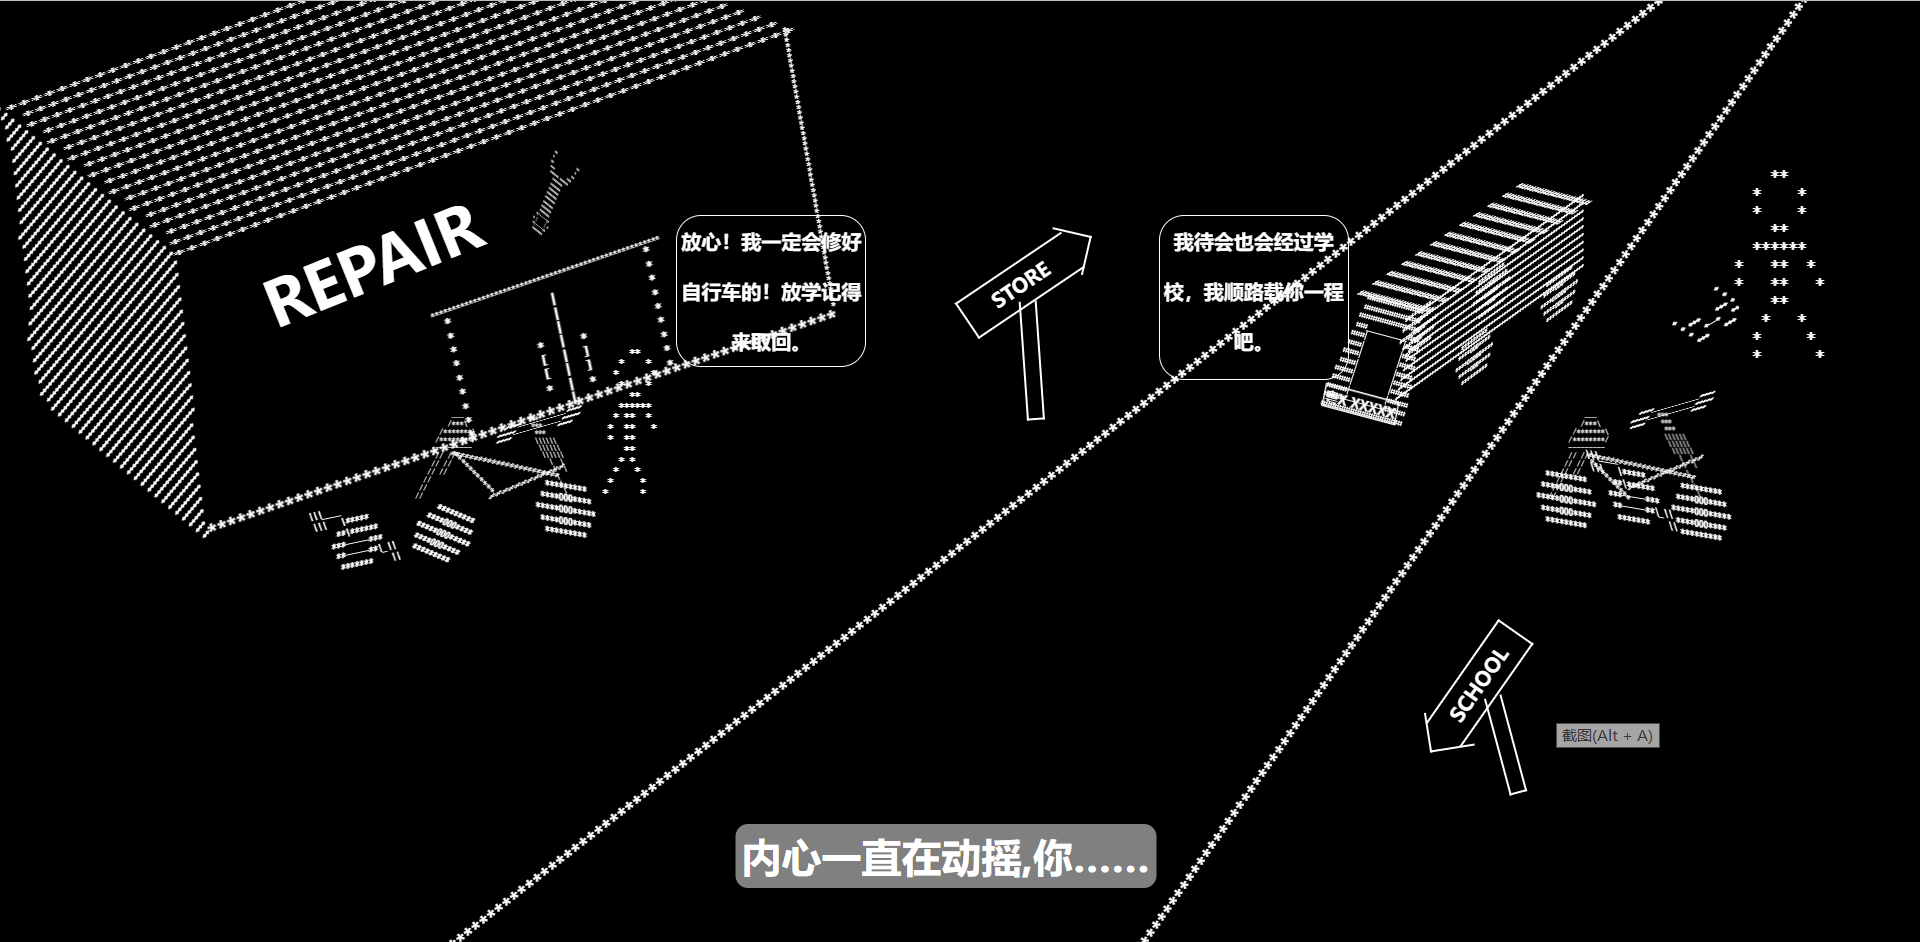 REPAIR
放心！我一定会修好
自行车的！放学记得
来取回。
STORE
我待会也会经过学
校，我顺路载你一程
吧。
XXXXX
SCHOOL
截图(Alt + A)
内心一直在动摇,你......